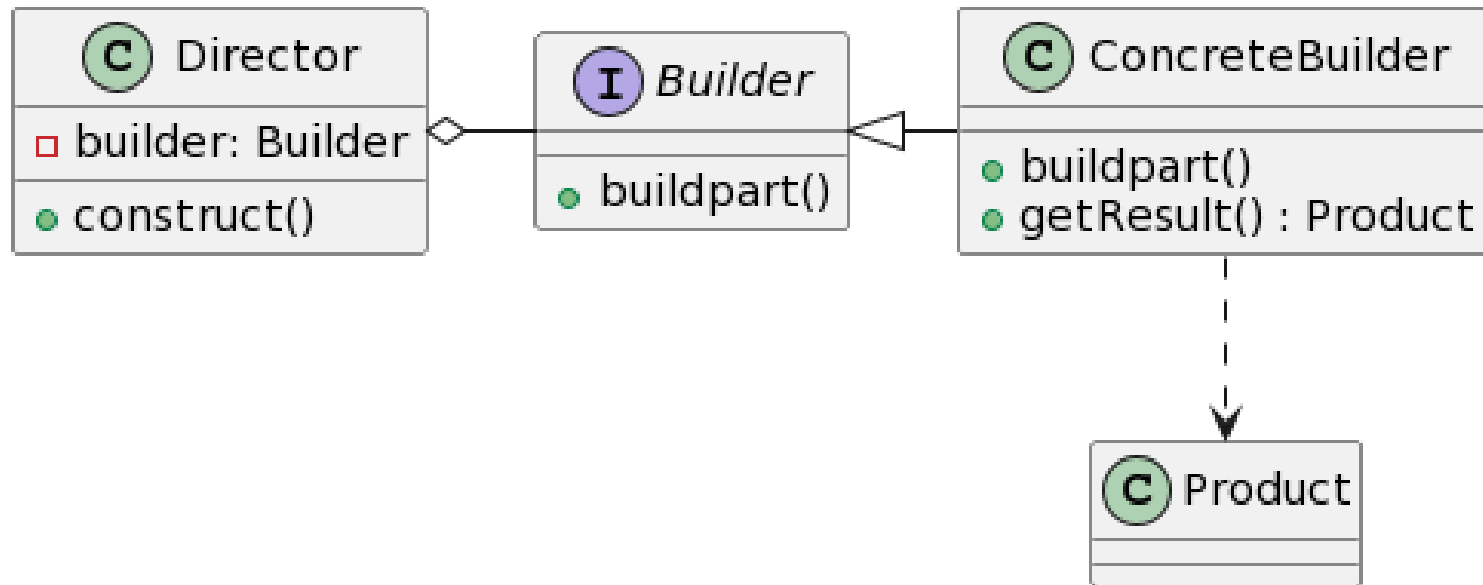 C Director
builder: Builder
construct()
I Builder
buildpart()
C ConcreteBuilder
buildpart()
getResult() : Product
C Product